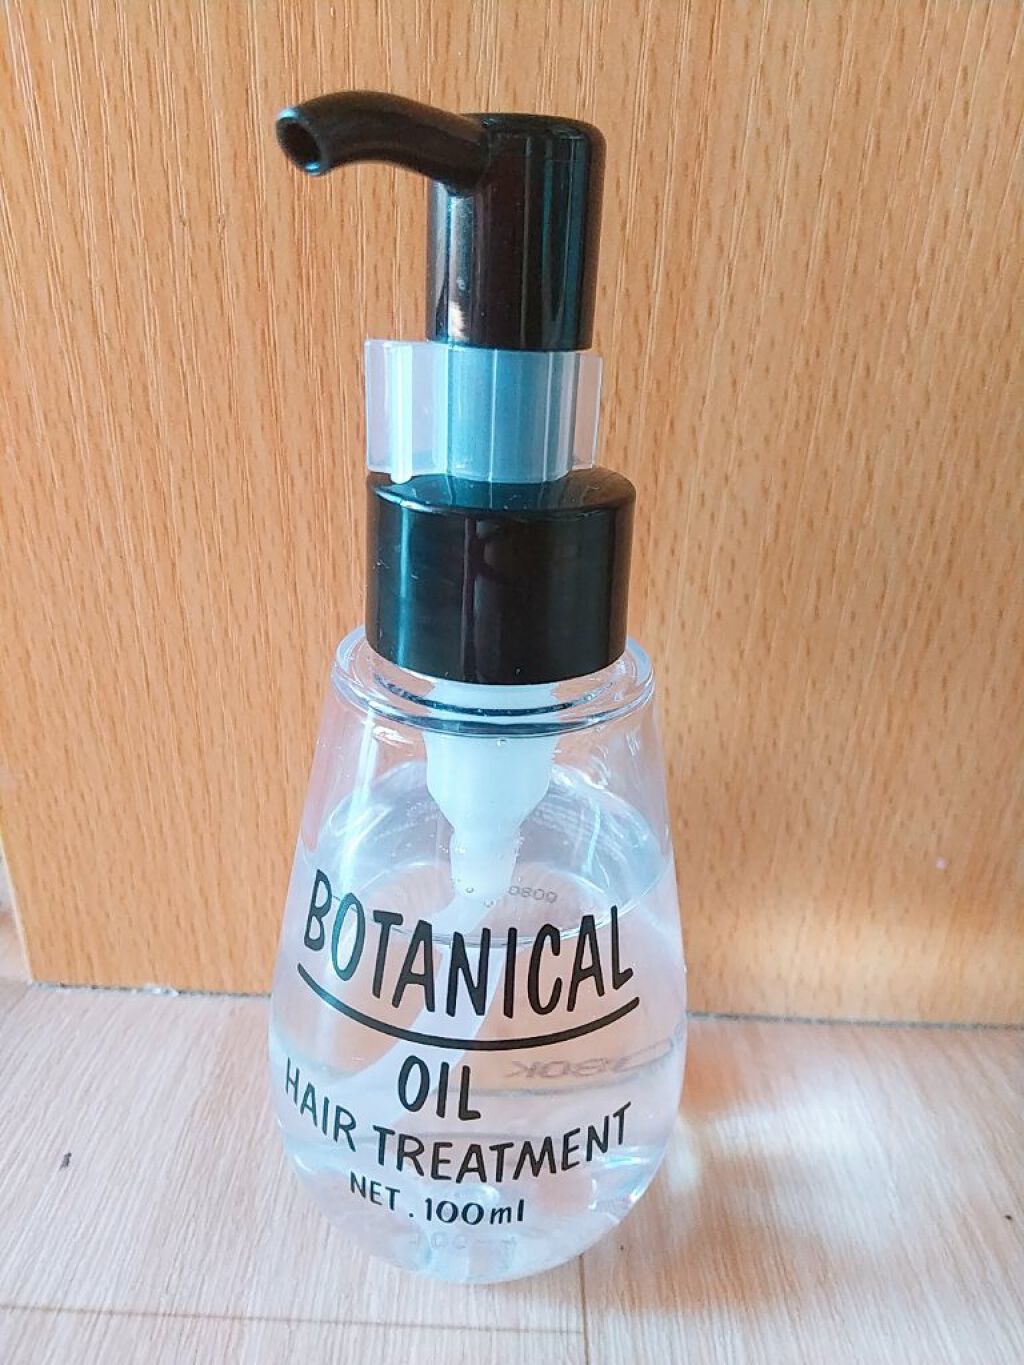 BOTANICAL
OIL
HAIR TREATMENT
NET. 100ml